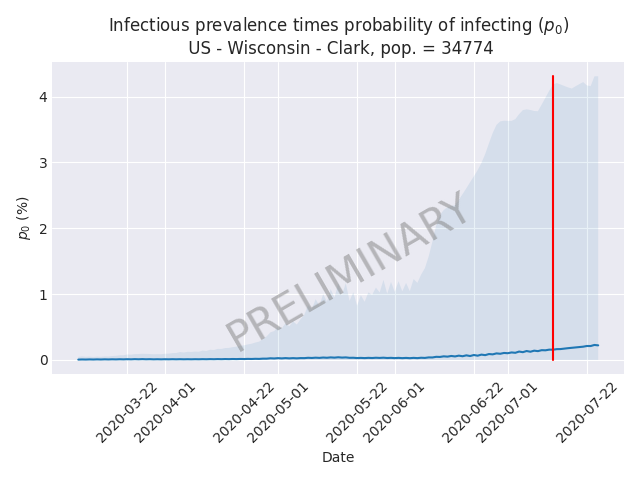 Infectious prevalence times probability of infecting (p₀)
US - Wisconsin - Clark, pop. = 34774
p₀ (%)
4
3
2
1
0
PRELIMINARY
2020-03-22
2020-04-01
2020-04-22
2020-05-01
2020-05-22
2020-06-01
2020-06-22
2020-07-01
2020-07-22
Date